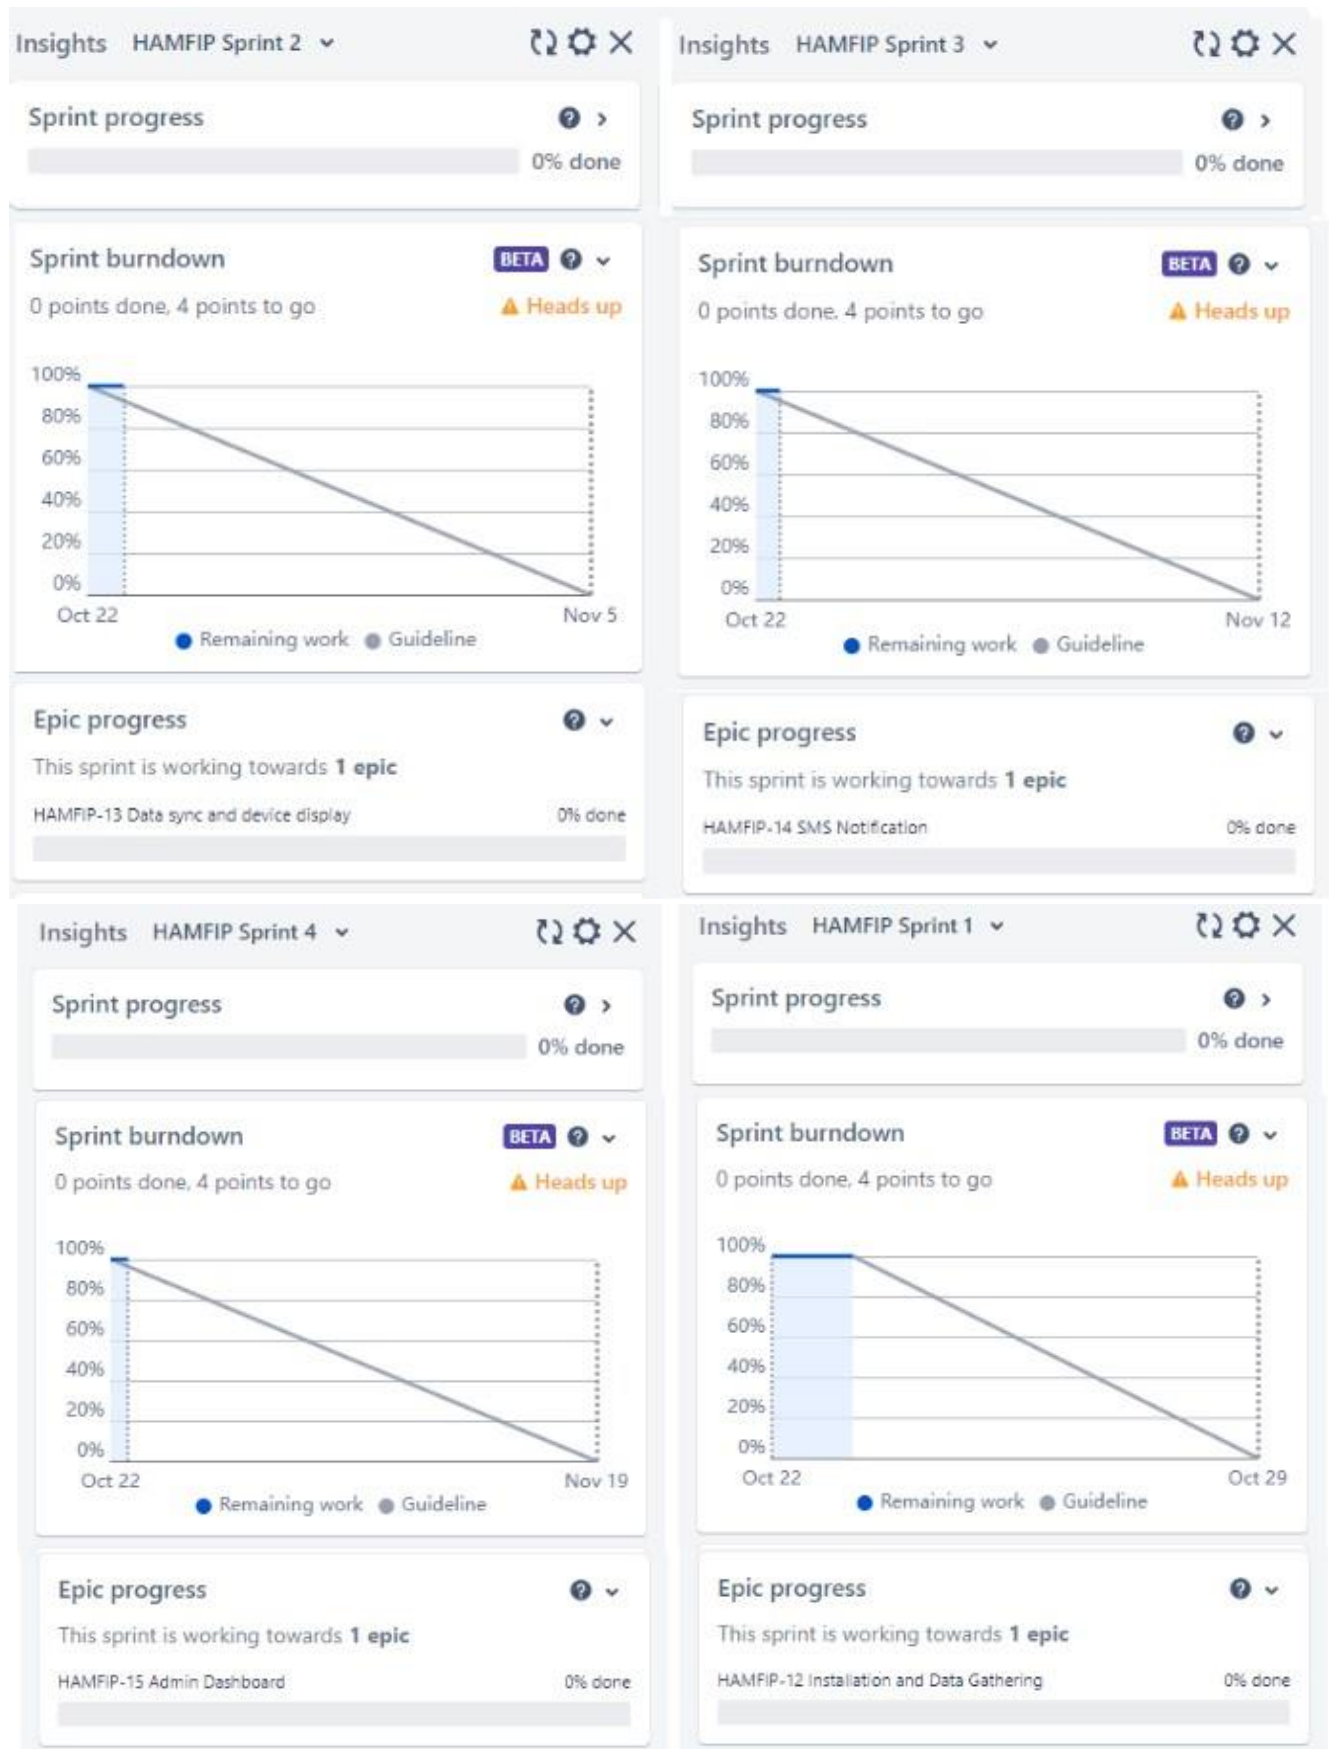 Insights HAMFIP Sprint 2
Sprint progress
0% done
Sprint burndown BETA
0 points done, 4 points to go Heads up
100%
80%
60%
40%
20%
0%
Oct 22 Nov 5
Remaining work Guideline
Epic progress
This sprint is working towards 1 epic
HAMFIP-13 Data sync and device display 0% done
Insights HAMFIP Sprint 3
Sprint progress
0% done
Sprint burndown BETA
0 points done, 4 points to go Heads up
100%
80%
60%
40%
20%
0%
Oct 22 Nov 12
Remaining work Guideline
Epic progress
This sprint is working towards 1 epic
HAMFIP-14 SMS Notification 0% done
Insights HAMFIP Sprint 4
Sprint progress
0% done
Sprint burndown BETA
0 points done, 4 points to go Heads up
100%
80%
60%
40%
20%
0%
Oct 22 Nov 19
Remaining work Guideline
Epic progress
This sprint is working towards 1 epic
HAMFIP-15 Admin Dashboard 0% done
Insights HAMFIP Sprint 1
Sprint progress
0% done
Sprint burndown BETA
0 points done, 4 points to go Heads up
100%
80%
60%
40%
20%
0%
Oct 22 Oct 29
Remaining work Guideline
Epic progress
This sprint is working towards 1 epic
HAMFIP-12 Installation and Data Gathering 0% done